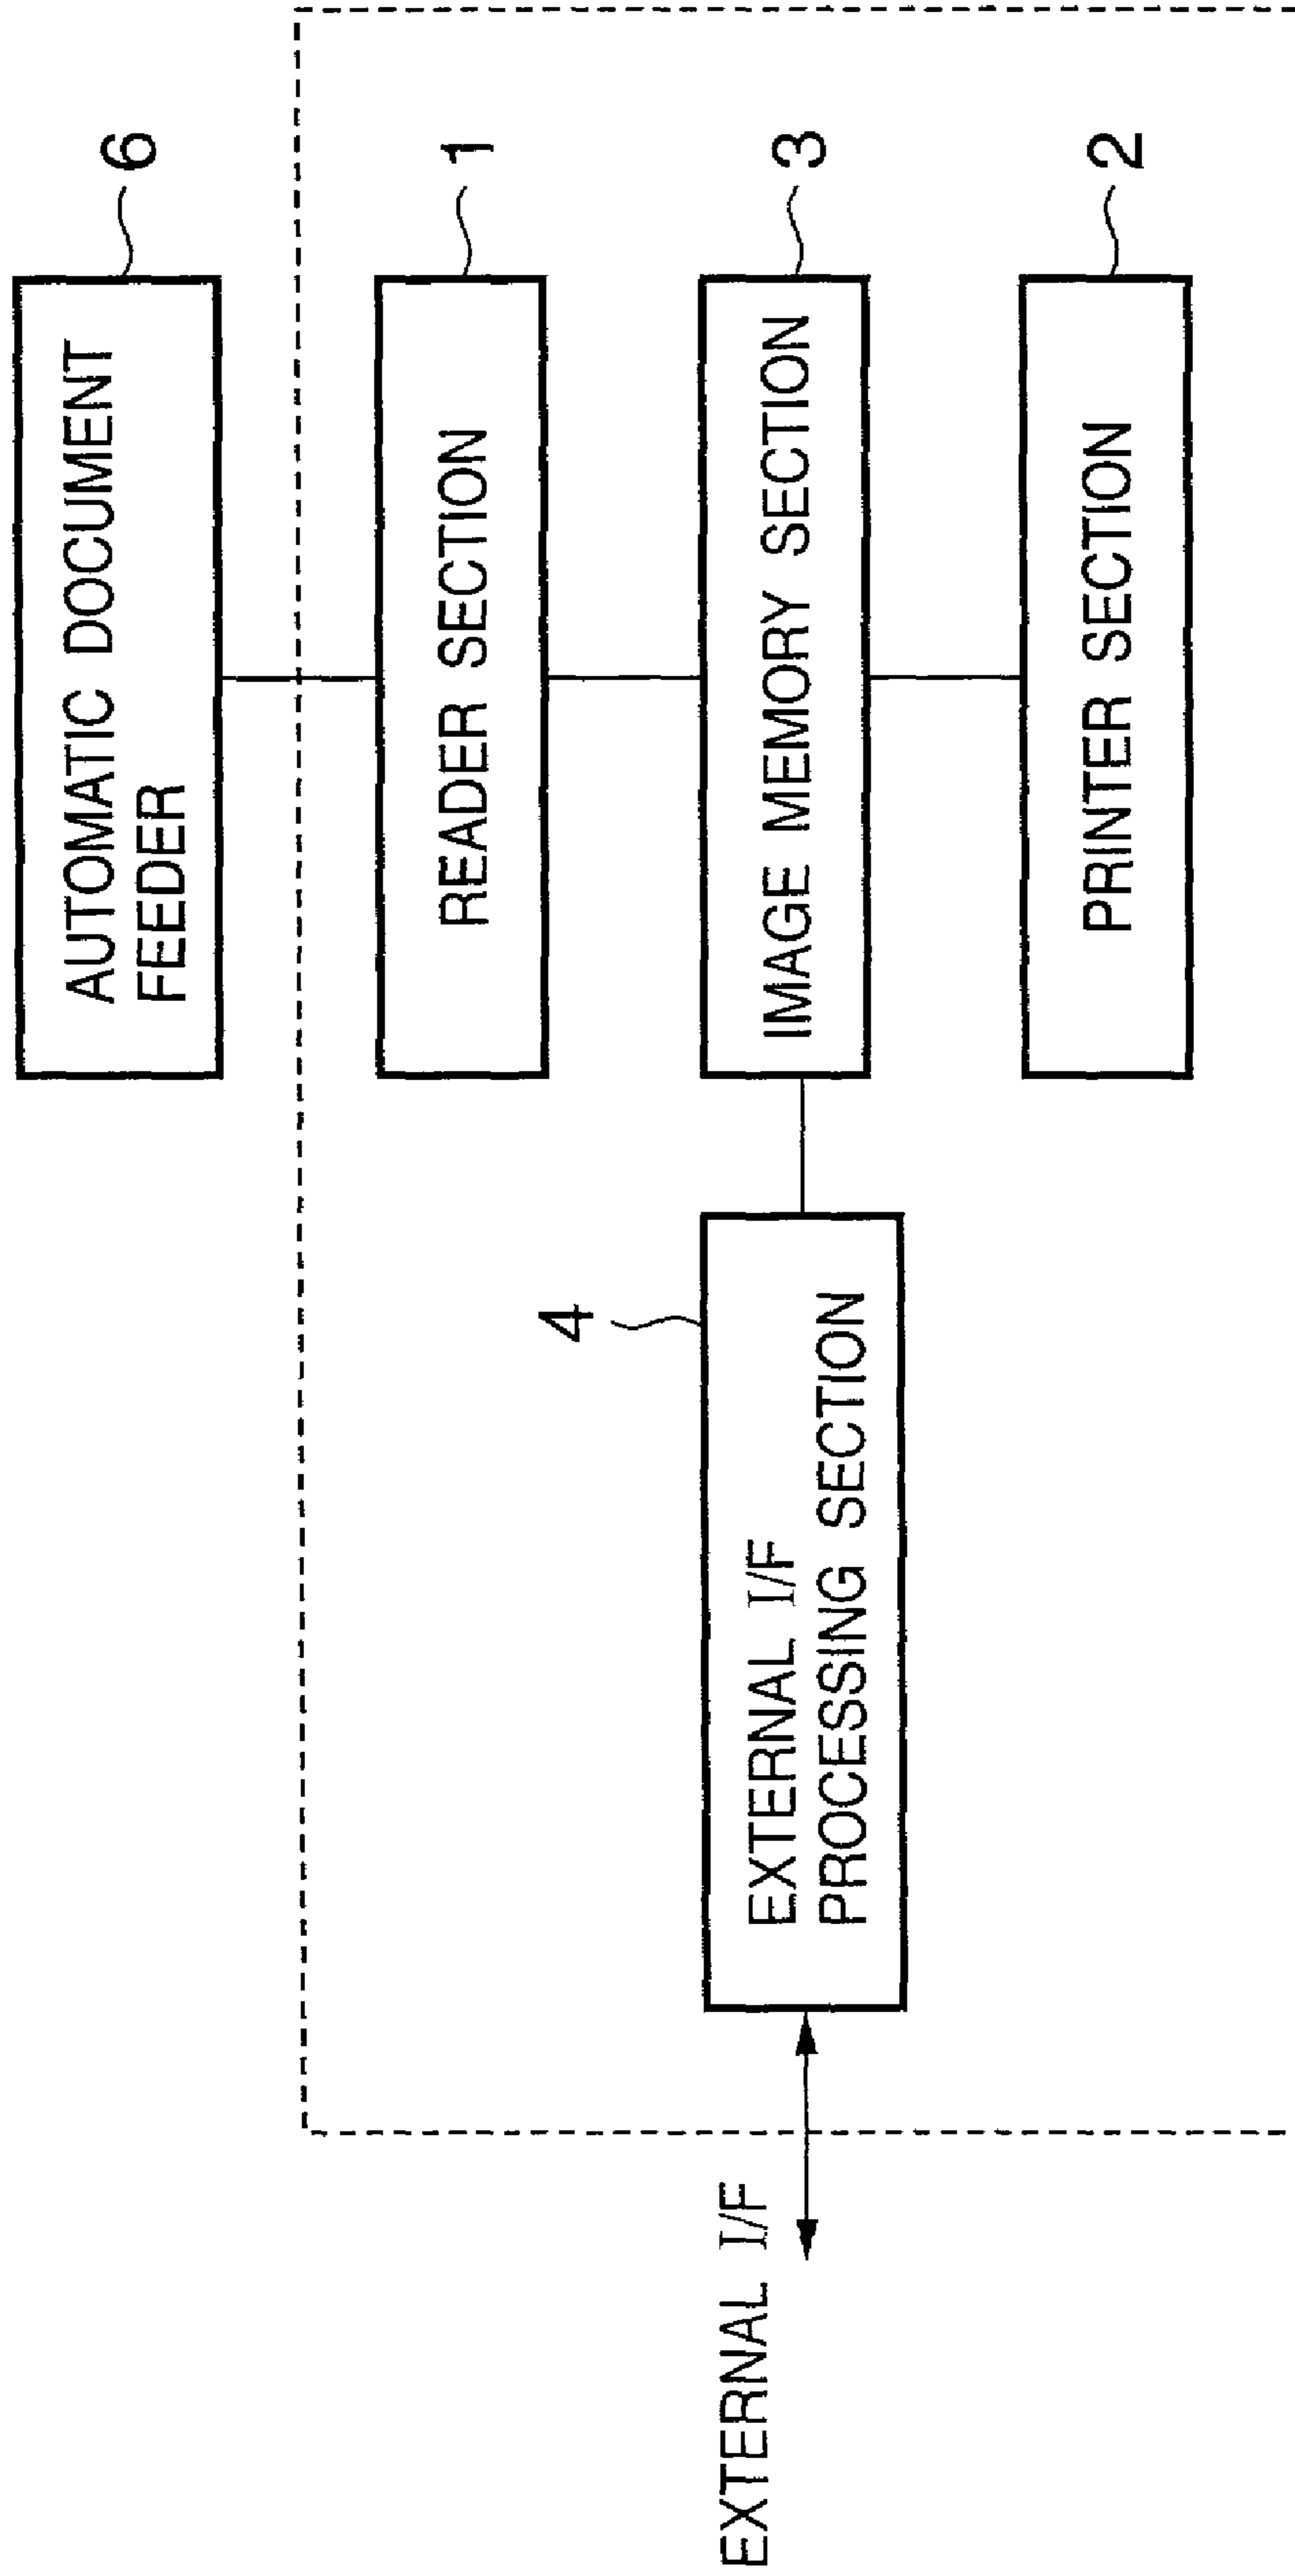 AUTOMATIC DOCUMENT
FEEDER
6
READER SECTION
1
IMAGE MEMORY SECTION
3
PRINTER SECTION
2
4
EXTERNAL I/F
PROCESSING SECTION
EXTERNAL I/F